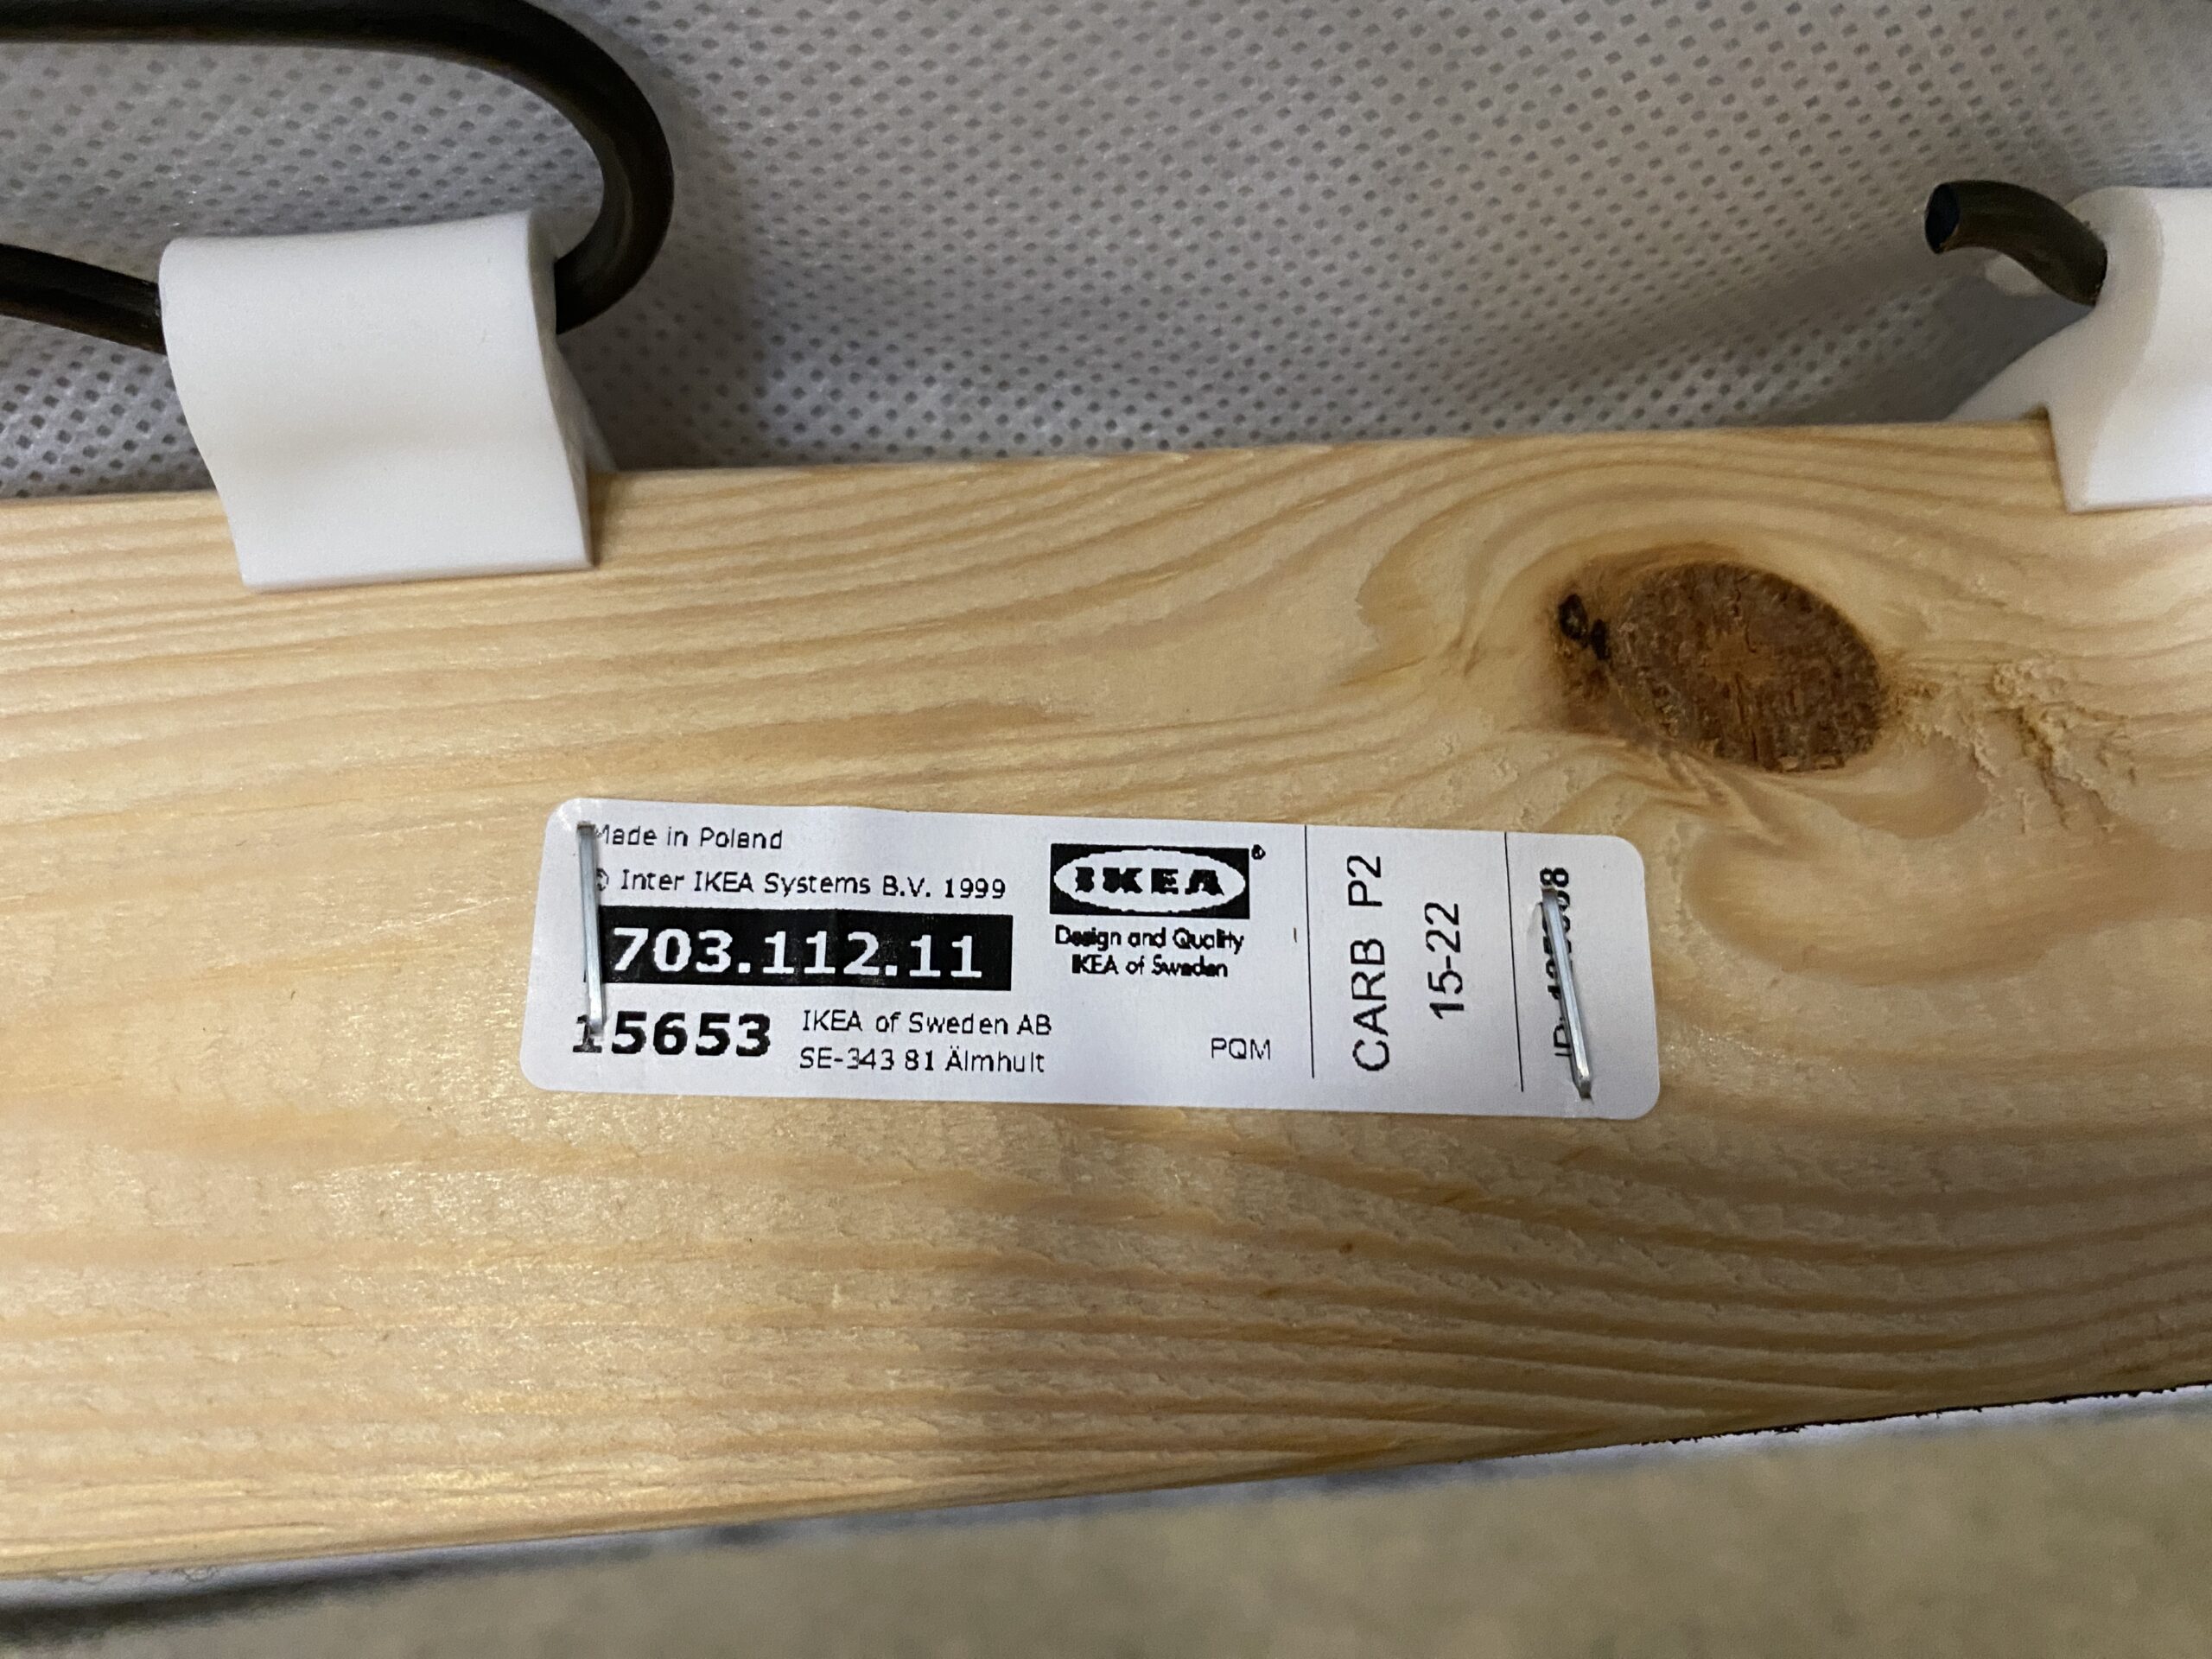 Made in Poland
© Inter IKEA Systems B.V. 1999
703.112.11
15653
IKEA of Sweden AB
SE-343 81 Älmhult
IKEA®
Design and Quality
IKEA of Sweden
PQM
CARB P2
15-22